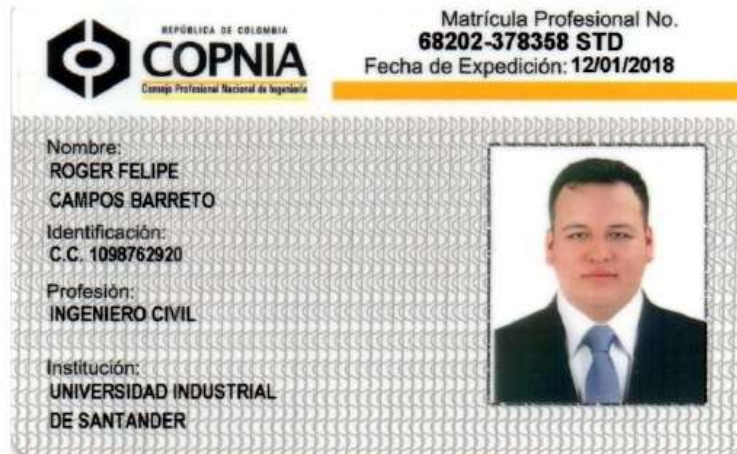 REPÚBLICA DE COLOMBIA
COPNIA
Consejo Profesional Nacional de Ingeniería
Matrícula Profesional No.
68202-378358 STD
Fecha de Expedición: 12/01/2018
Nombre:
ROGER FELIPE
CAMPOS BARRETO
Identificación:
C.C. 1098762920
Profesión:
INGENIERO CIVIL
Institución:
UNIVERSIDAD INDUSTRIAL
DE SANTANDER